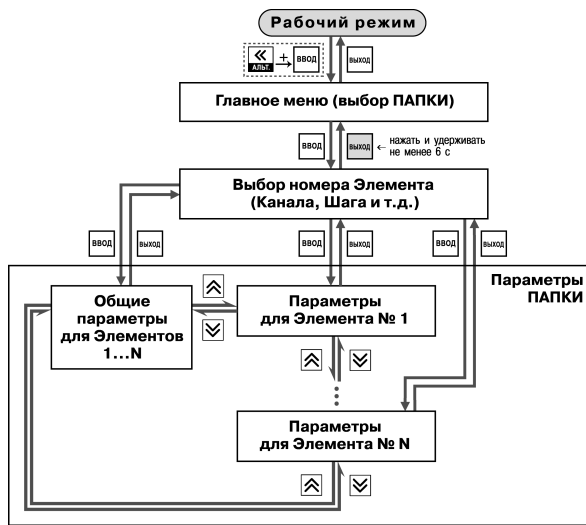 Рабочий режим
«
АЛЬТ.
+
ВВОД
ВЫХОД
Главное меню (выбор ПАПКИ)
ВВОД
ВЫХОД
← нажать и удерживать
не менее 6 с
Выбор номера Элемента
(Канала, Шага и т.д.)
ВВОД
ВЫХОД
ВВОД
ВЫХОД
ВВОД
ВЫХОД
Параметры
ПАПКИ
Общие
параметры
для Элементов
1...N
Параметры
для Элемента № 1
Параметры
для Элемента № N